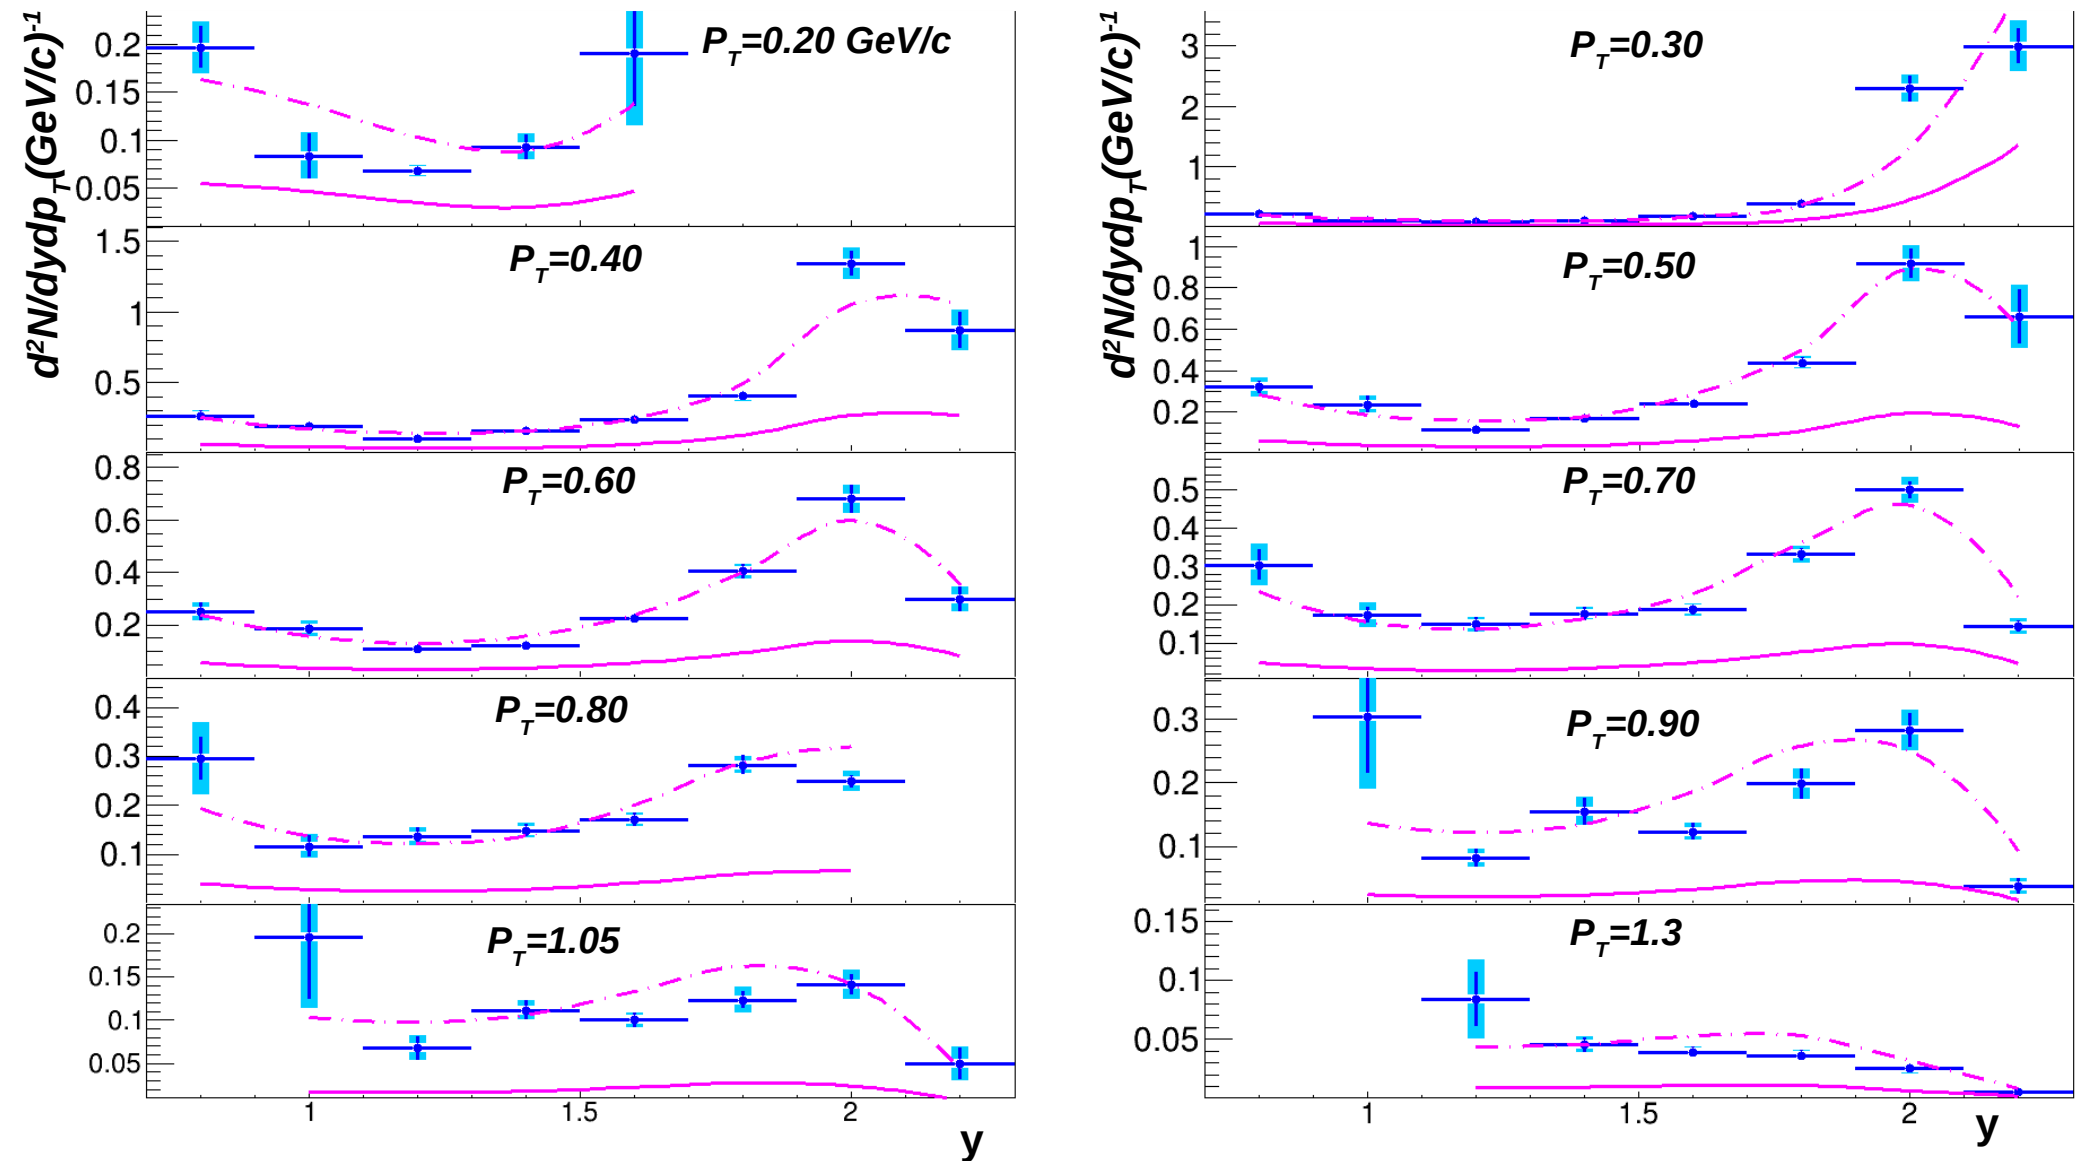 d²N/dydp_T(GeV/c)⁻¹
P_T=0.20 GeV/c
0.2
0.15
0.1
0.05
P_T=0.40
1.5
1
0.5
P_T=0.60
0.8
0.6
0.4
0.2
P_T=0.80
0.4
0.3
0.2
0.1
P_T=1.05
0.2
0.15
0.1
0.05
1 1.5 2
y
d²N/dydp_T(GeV/c)⁻¹
P_T=0.30
3
2
1
P_T=0.50
1
0.8
0.6
0.4
0.2
P_T=0.70
0.5
0.4
0.3
0.2
0.1
P_T=0.90
0.3
0.2
0.1
P_T=1.3
0.15
0.1
0.05
1 1.5 2
y